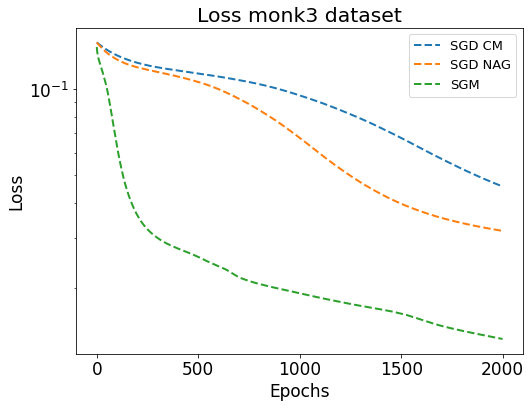 Loss monk3 dataset
SGD CM
SGD NAG
SGM
10⁻¹
Loss
0 500 1000 1500 2000
Epochs